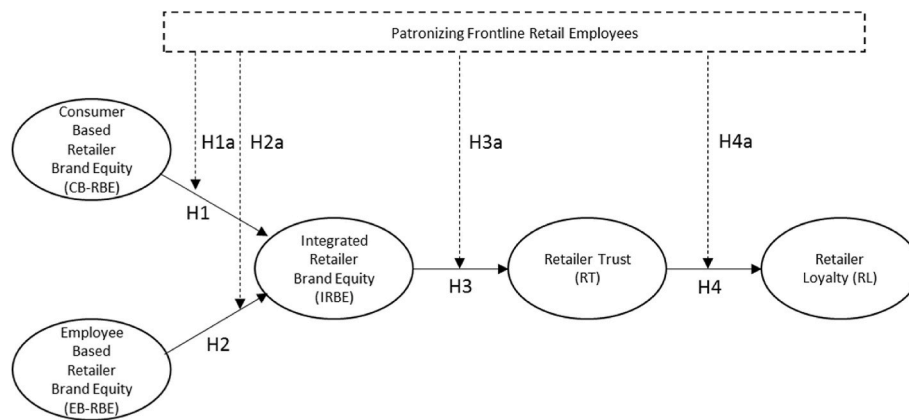 Patronizing Frontline Retail Employees
Consumer
Based
Retailer
Brand Equity
(CB-RBE)
H1a
H2a
H3a
H4a
H1
Integrated
Retailer
Brand Equity
(IRBE)
H3
Retailer Trust
(RT)
H4
Retailer
Loyalty (RL)
H2
Employee
Based
Retailer
Brand Equity
(EB-RBE)